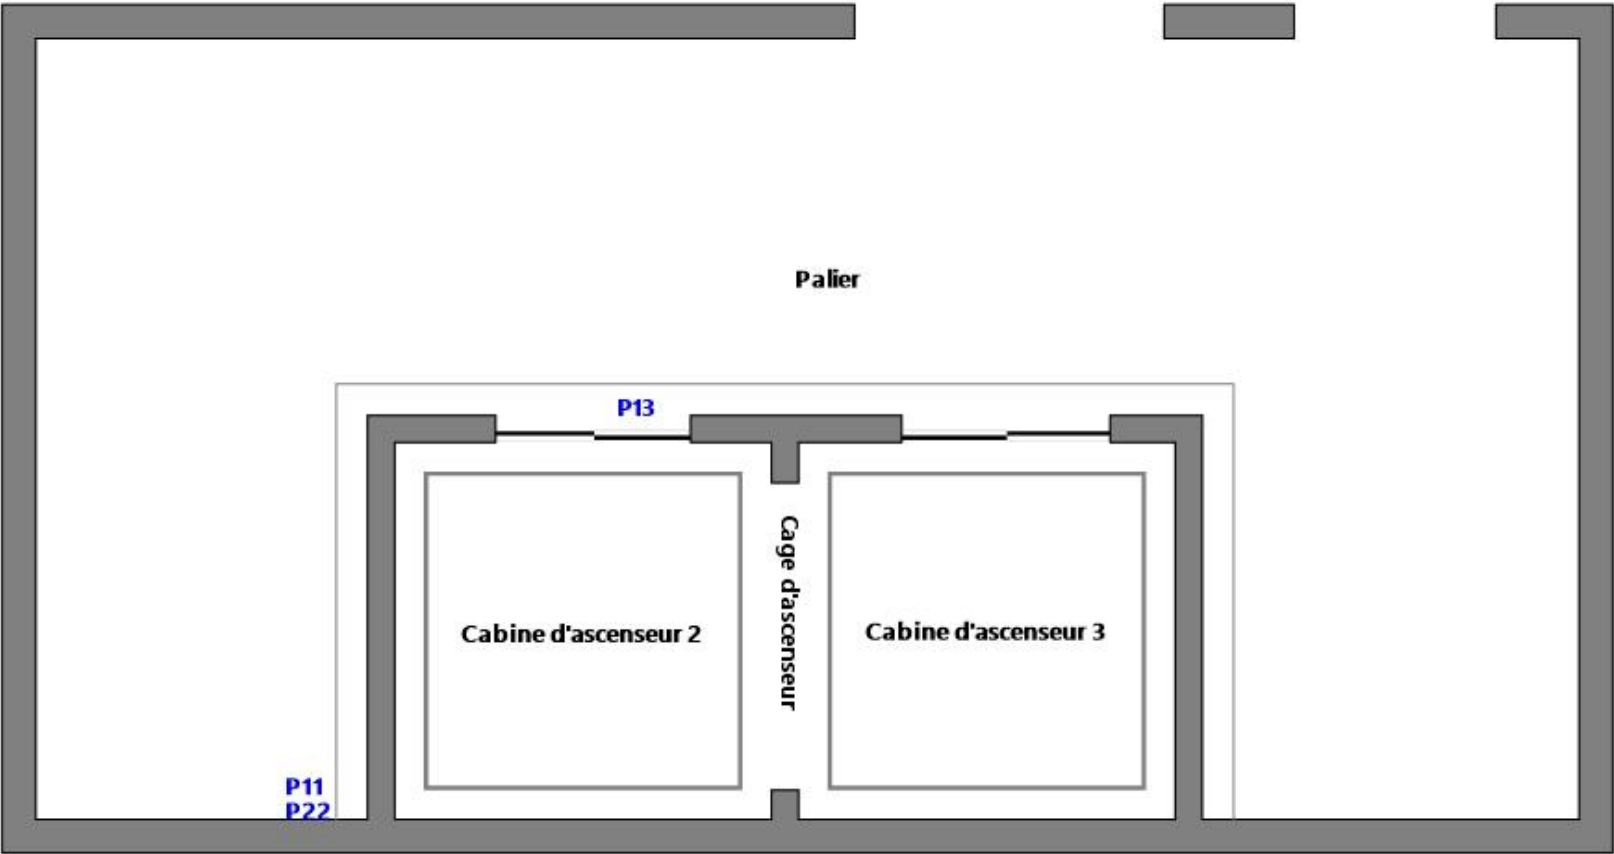 Palier
P13
Cage d'ascenseur
Cabine d'ascenseur 2
Cabine d'ascenseur 3
P11
P22